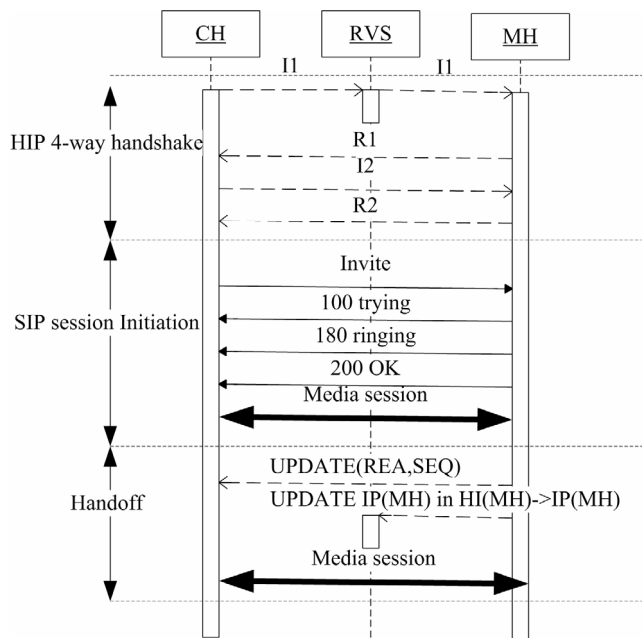 CH RVS MH
I1 I1
HIP 4-way handshake
R1
I2
R2
Invite
100 trying
SIP session Initiation
180 ringing
200 OK
Media session
UPDATE(REA,SEQ)
Handoff
UPDATE IP(MH) in HI(MH)->IP(MH)
Media session